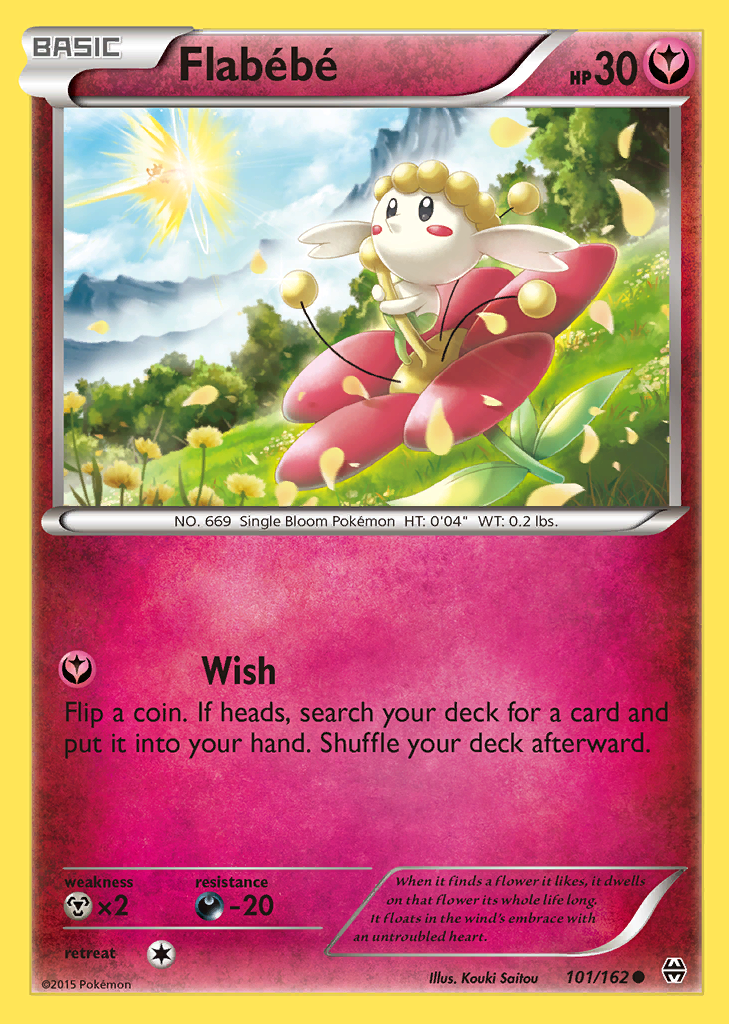 BASIC
Flabébé
HP 30
NO. 669 Single Bloom Pokémon HT: 0'04" WT: 0.2 lbs.
Wish
Flip a coin. If heads, search your deck for a card and
put it into your hand. Shuffle your deck afterward.
weakness
×2
resistance
-20
retreat
When it finds a flower it likes, it dwells
on that flower its whole life long.
It floats in the wind's embrace with
an untroubled heart.
©2015 Pokémon
Illus. Kouki Saitou
101/162